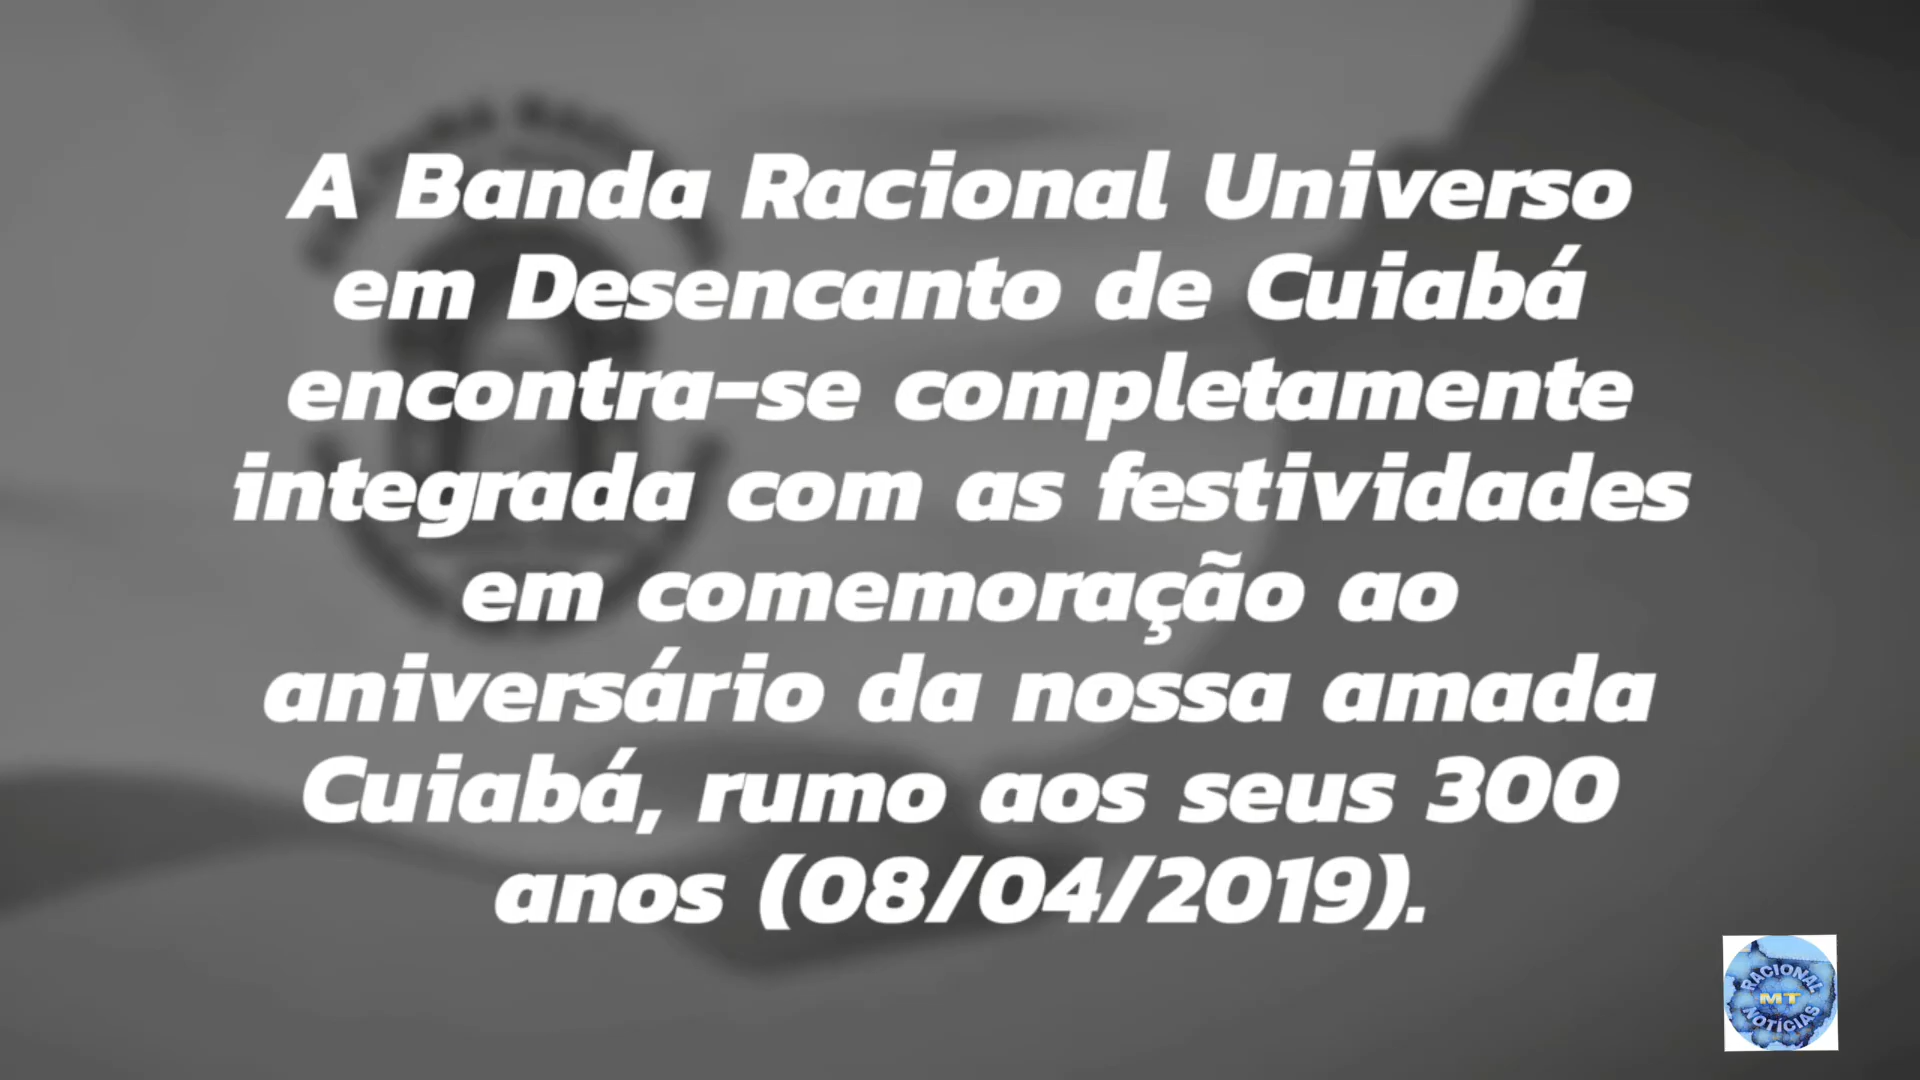 A Banda Racional Universo
em Desencanto de Cuiabá
encontra-se completamente
integrada com as festividades
em comemoração ao
aniversário da nossa amada
Cuiabá, rumo aos seus 300
anos (08/04/2019).
RACIONAL
MT
NOTÍCIAS